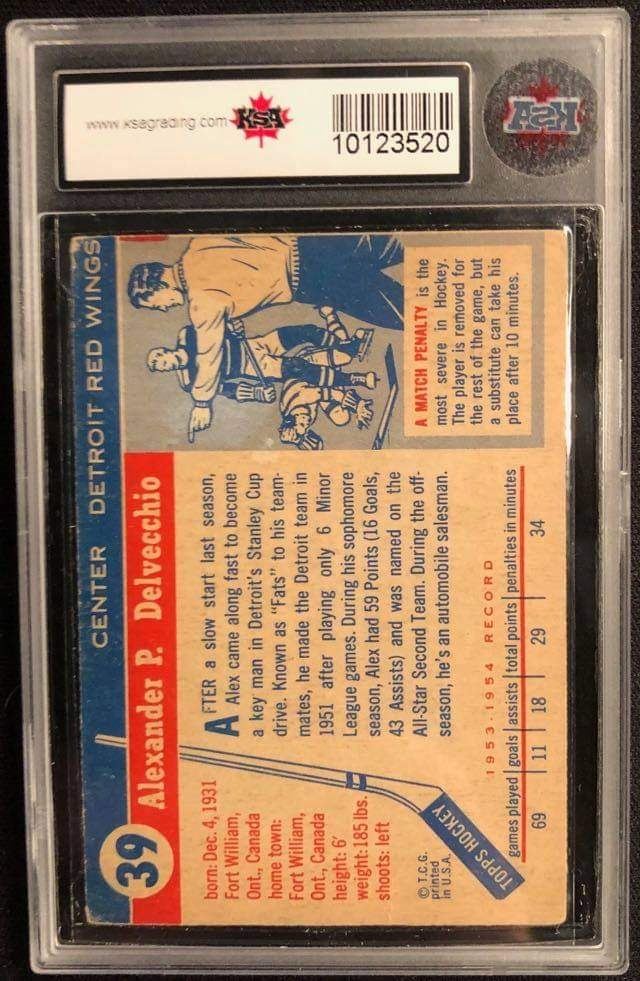 www.ksagrading.com
KSA
10123520
KSA
39
CENTER DETROIT RED WINGS
Alexander P. Delvecchio
born: Dec. 4, 1931
Fort William,
Ont., Canada
home town:
Fort William,
Ont., Canada
height: 6'
weight: 185 lbs.
shoots: left
© T.C.G.
printed
in U.S.A.
TOPPS HOCKEY
AFTER a slow start last season,
Alex came along fast to become
a key man in Detroit's Stanley Cup
drive. Known as "Fats" to his team-
mates, he made the Detroit team in
1951 after playing only 6 Minor
League games. During his sophomore
season, Alex had 59 Points (16 Goals,
43 Assists) and was named on the
All-Star Second Team. During the off-
season, he's an automobile salesman.
A MATCH PENALTY is the
most severe in Hockey.
The player is removed for
the rest of the game, but
a substitute can take his
place after 10 minutes.
1953-1954 RECORD
games played goals assists total points penalties in minutes
69 11 18 29 34